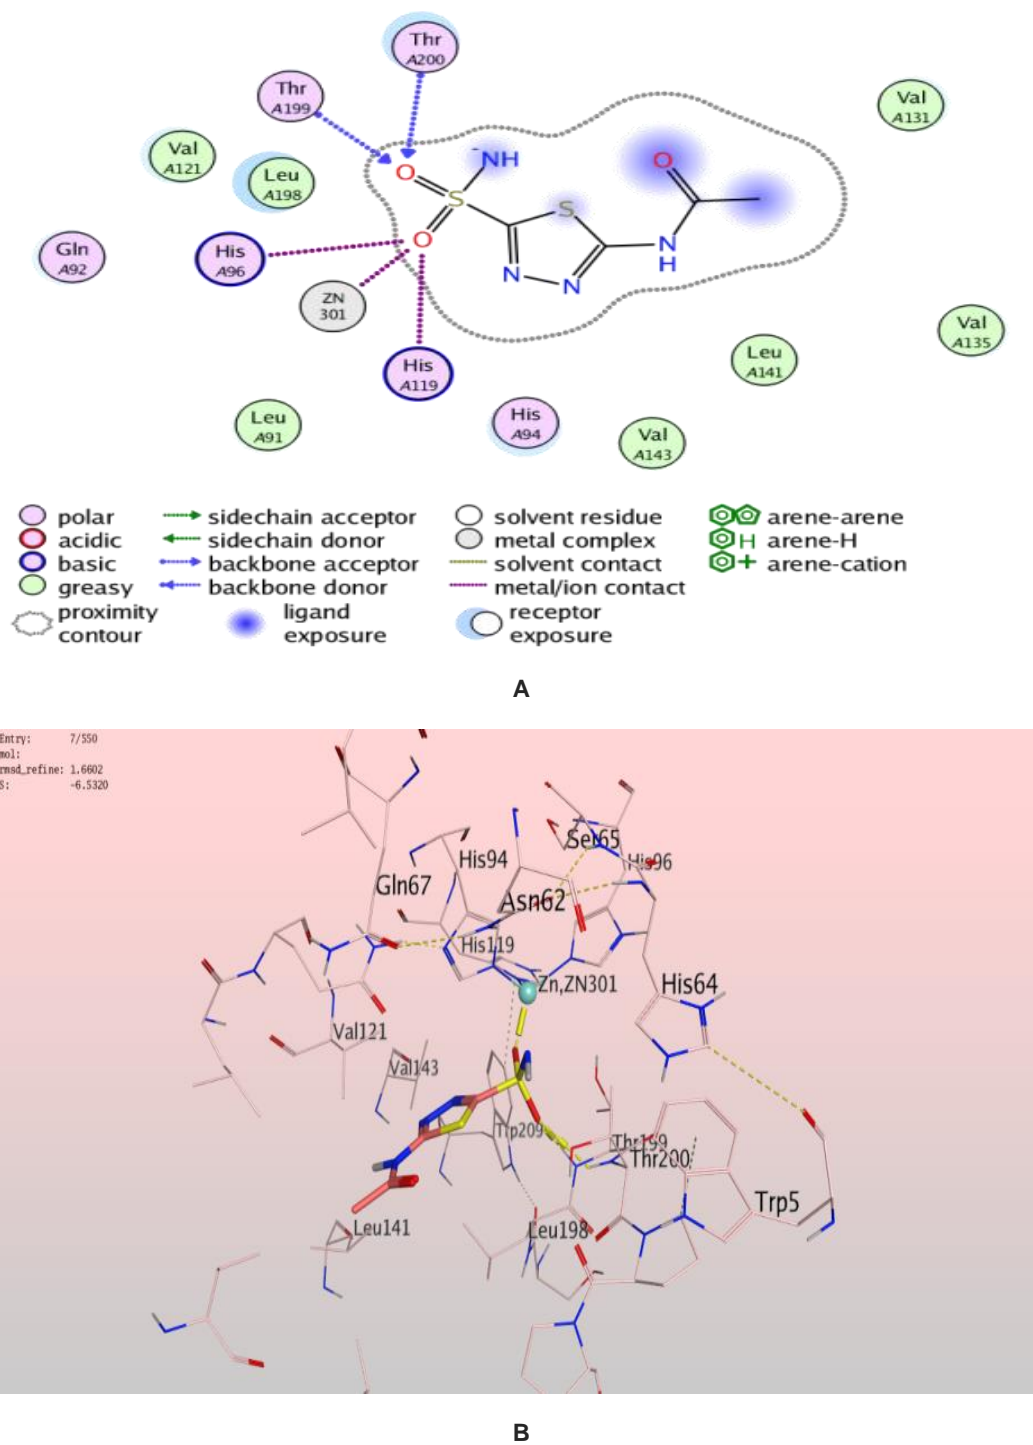 Thr
A200
Thr
A199
Val
A131
Val
A121
Leu
A198
-NH
O
O
S
S
O
O
N
N
N
H
Gln
A92
His
A96
ZN
301
His
A119
Val
A135
Leu
A141
Leu
A91
His
A94
Val
A143
polar
acidic
basic
greasy
proximity
contour
sidechain acceptor
sidechain donor
backbone acceptor
backbone donor
ligand
exposure
solvent residue
metal complex
solvent contact
metal/ion contact
receptor
exposure
arene-arene
H arene-H
+ arene-cation
A
Entry: 7/550
mol:
rmsd_refine: 1.6602
S: -6.5320
Ser65
His94
His96
Gln67
Asn62
His119
Zn,ZN301
His64
Val121
Val143
Trp209
Thr199
Thr200
Trp5
Leu141
Leu198
B